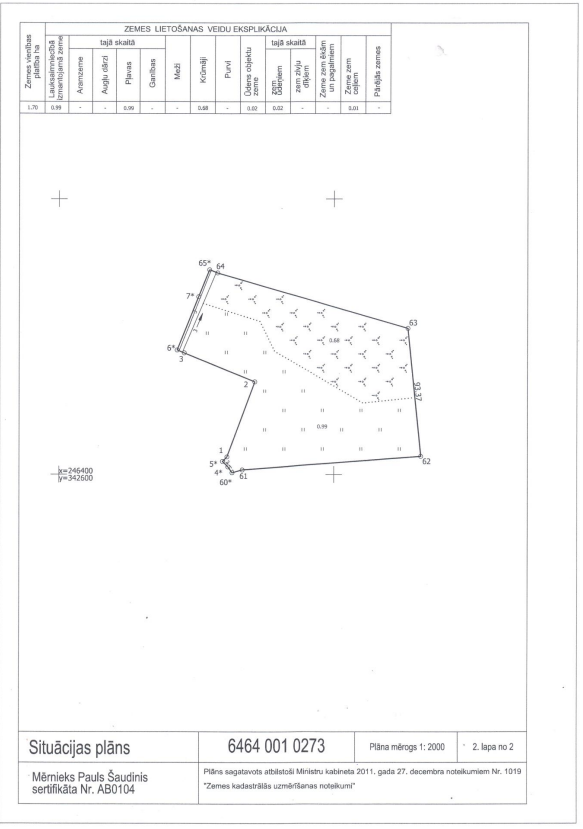 ZEMES LIETOŠANAS VEIDU EKSPLIKĀCIJA
Zemes vienības
platība ha
Lauksaimniecībā
izmantojamā zeme
tajā skaitā
Aramzeme
Augļu dārzi
Pļavas
Ganības
Meži
Krūmāji
Purvi
Ūdens objektu
zeme
tajā skaitā
zem
ūdeņiem
zem zivju
dīķiem
Zeme zem ēkām
un pagalmiem
Zeme zem
ceļiem
Pārējās zemes
1.70 0.99 - - 0.99 - - 0.68 - 0.02 0.02 - - 0.01 -
65* 64
7*
63
6*
3
3
0.68
2
93.37
0.99
1
5*
4*
60*
61
62
x=246400
y=342600
Situācijas plāns
6464 001 0273
Plāna mērogs 1: 2000
2. lapa no 2
Mērnieks Pauls Šaudinis
sertifikāta Nr. AB0104
Plāns sagatavots atbilstoši Ministru kabineta 2011. gada 27. decembra noteikumiem Nr. 1019
"Zemes kadastrālās uzmērīšanas noteikumi"